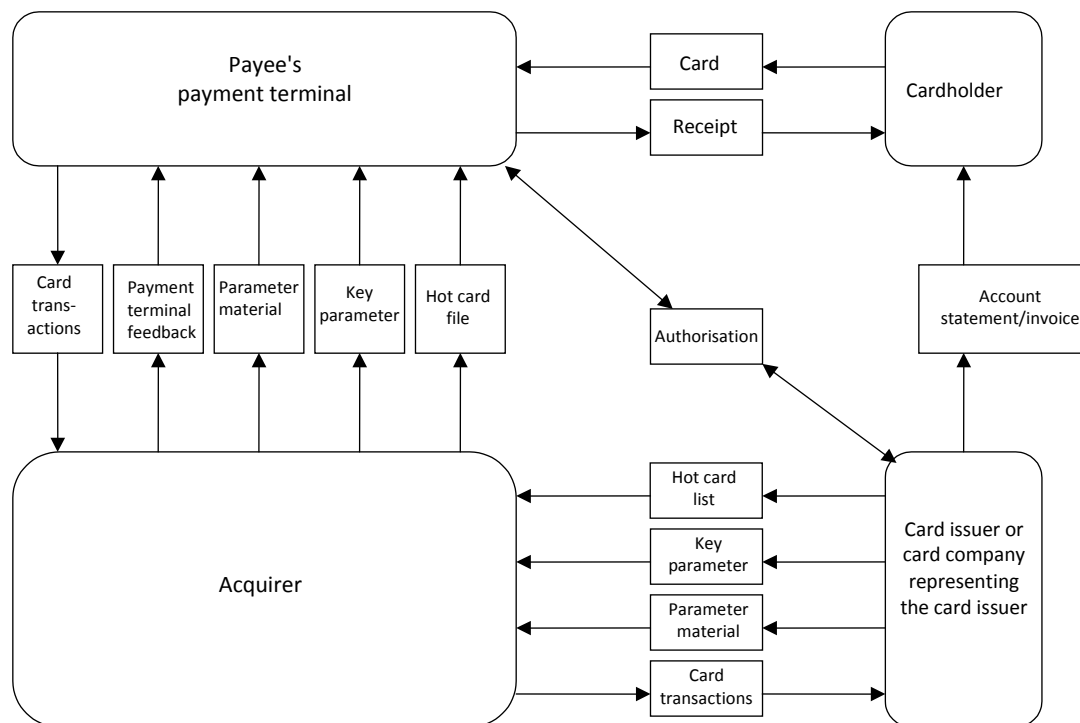 Payee's
payment terminal
Card
Cardholder
Receipt
Card
trans-
actions
Payment
terminal
feedback
Parameter
material
Key
parameter
Hot card
file
Authorisation
Account
statement/invoice
Acquirer
Hot card
list
Key
parameter
Parameter
material
Card
transactions
Card issuer or
card company
representing
the card issuer